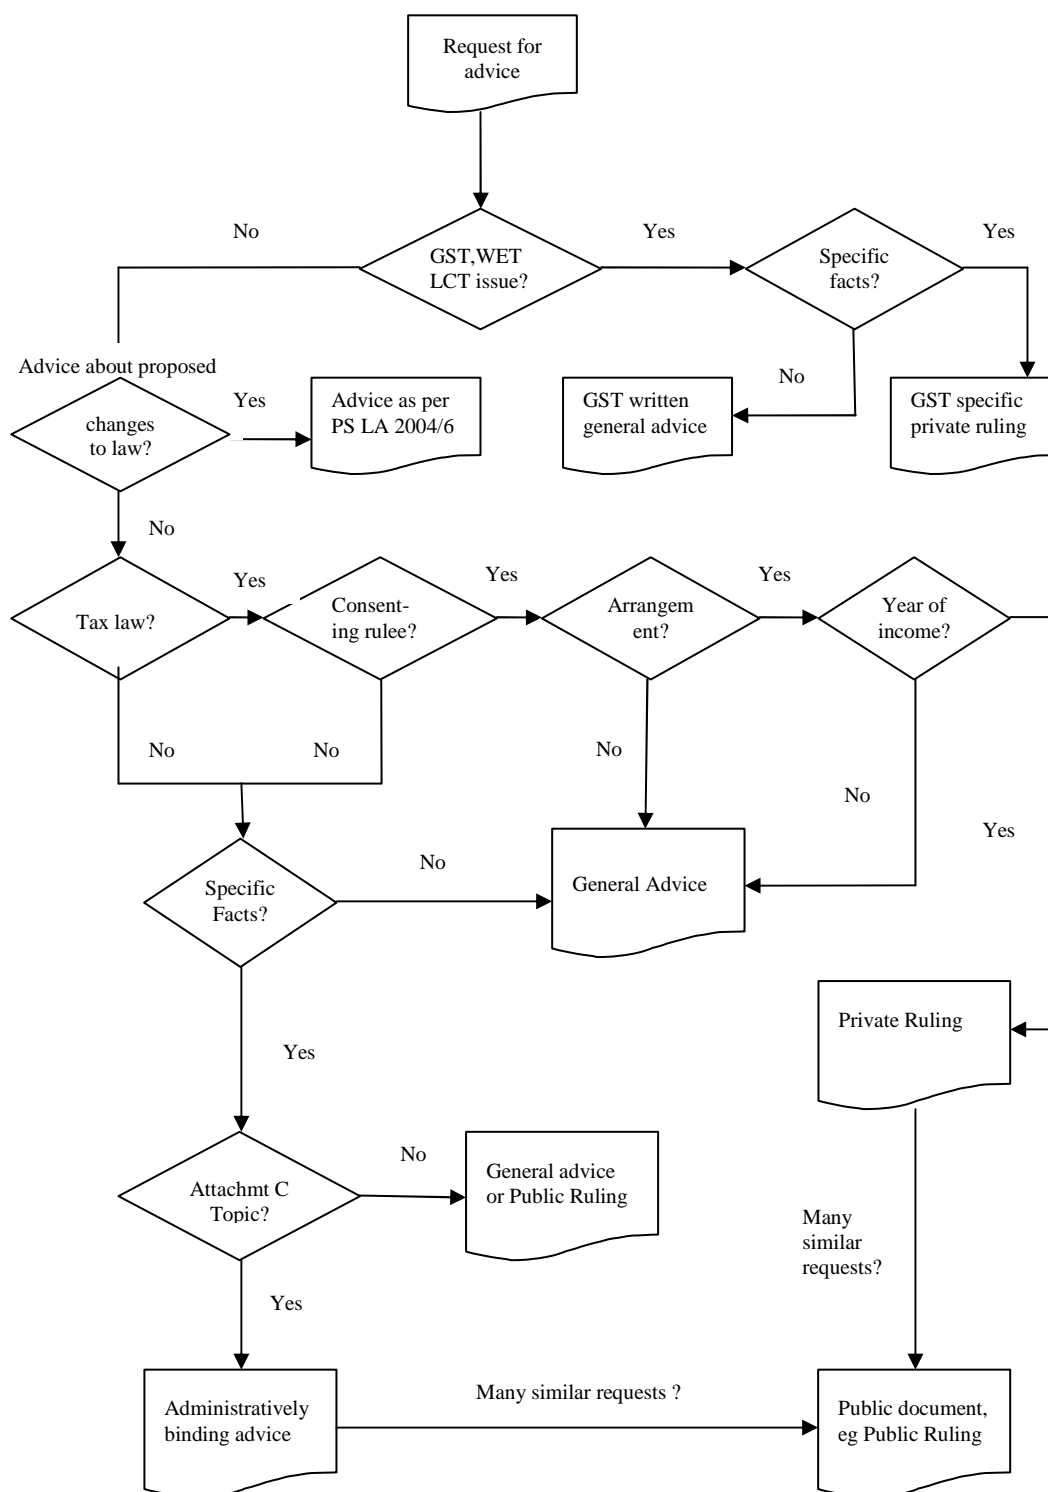 Request for
advice
No
GST,WET
LCT issue?
Yes
Specific
facts?
Yes
Advice about proposed
changes
to law?
Yes
Advice as per
PS LA 2004/6
No
GST written
general advice
GST specific
private ruling
No
Tax law?
Yes
Consent-
ing rulee?
Yes
Arrangem
ent?
Yes
Year of
income?
No
No
No
No
Yes
Specific
Facts?
No
General Advice
Yes
Private Ruling
Attachmt C
Topic?
No
General advice
or Public Ruling
Many
similar
requests?
Yes
Administratively
binding advice
Many similar requests ?
Public document,
eg Public Ruling